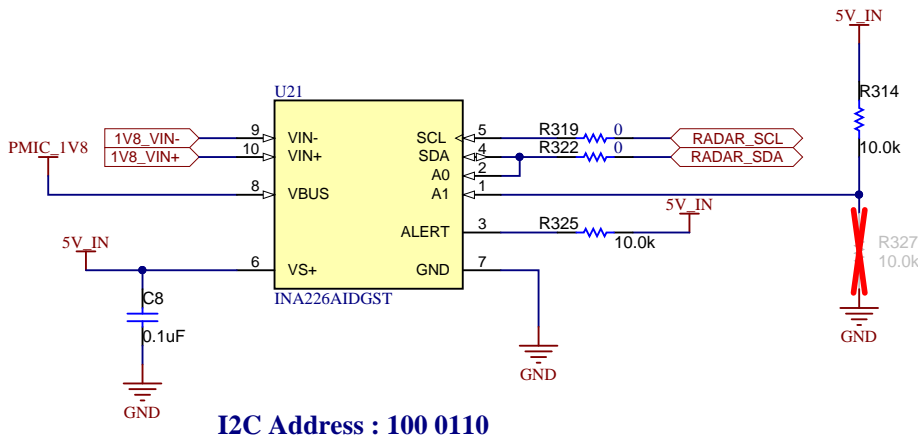 5V_IN
R314
10.0k
U21
1V8_VIN-
9
VIN-
SCL
5
R319
0
RADAR_SCL
1V8_VIN+
10
VIN+
SDA
4
R322
0
RADAR_SDA
PMIC_1V8
A0
2
8
VBUS
A1
1
5V_IN
ALERT
3
R325
10.0k
R327
10.0k
5V_IN
6
VS+
GND
7
INA226AIDGST
C8
0.1uF
GND
GND
GND
I2C Address : 100 0110